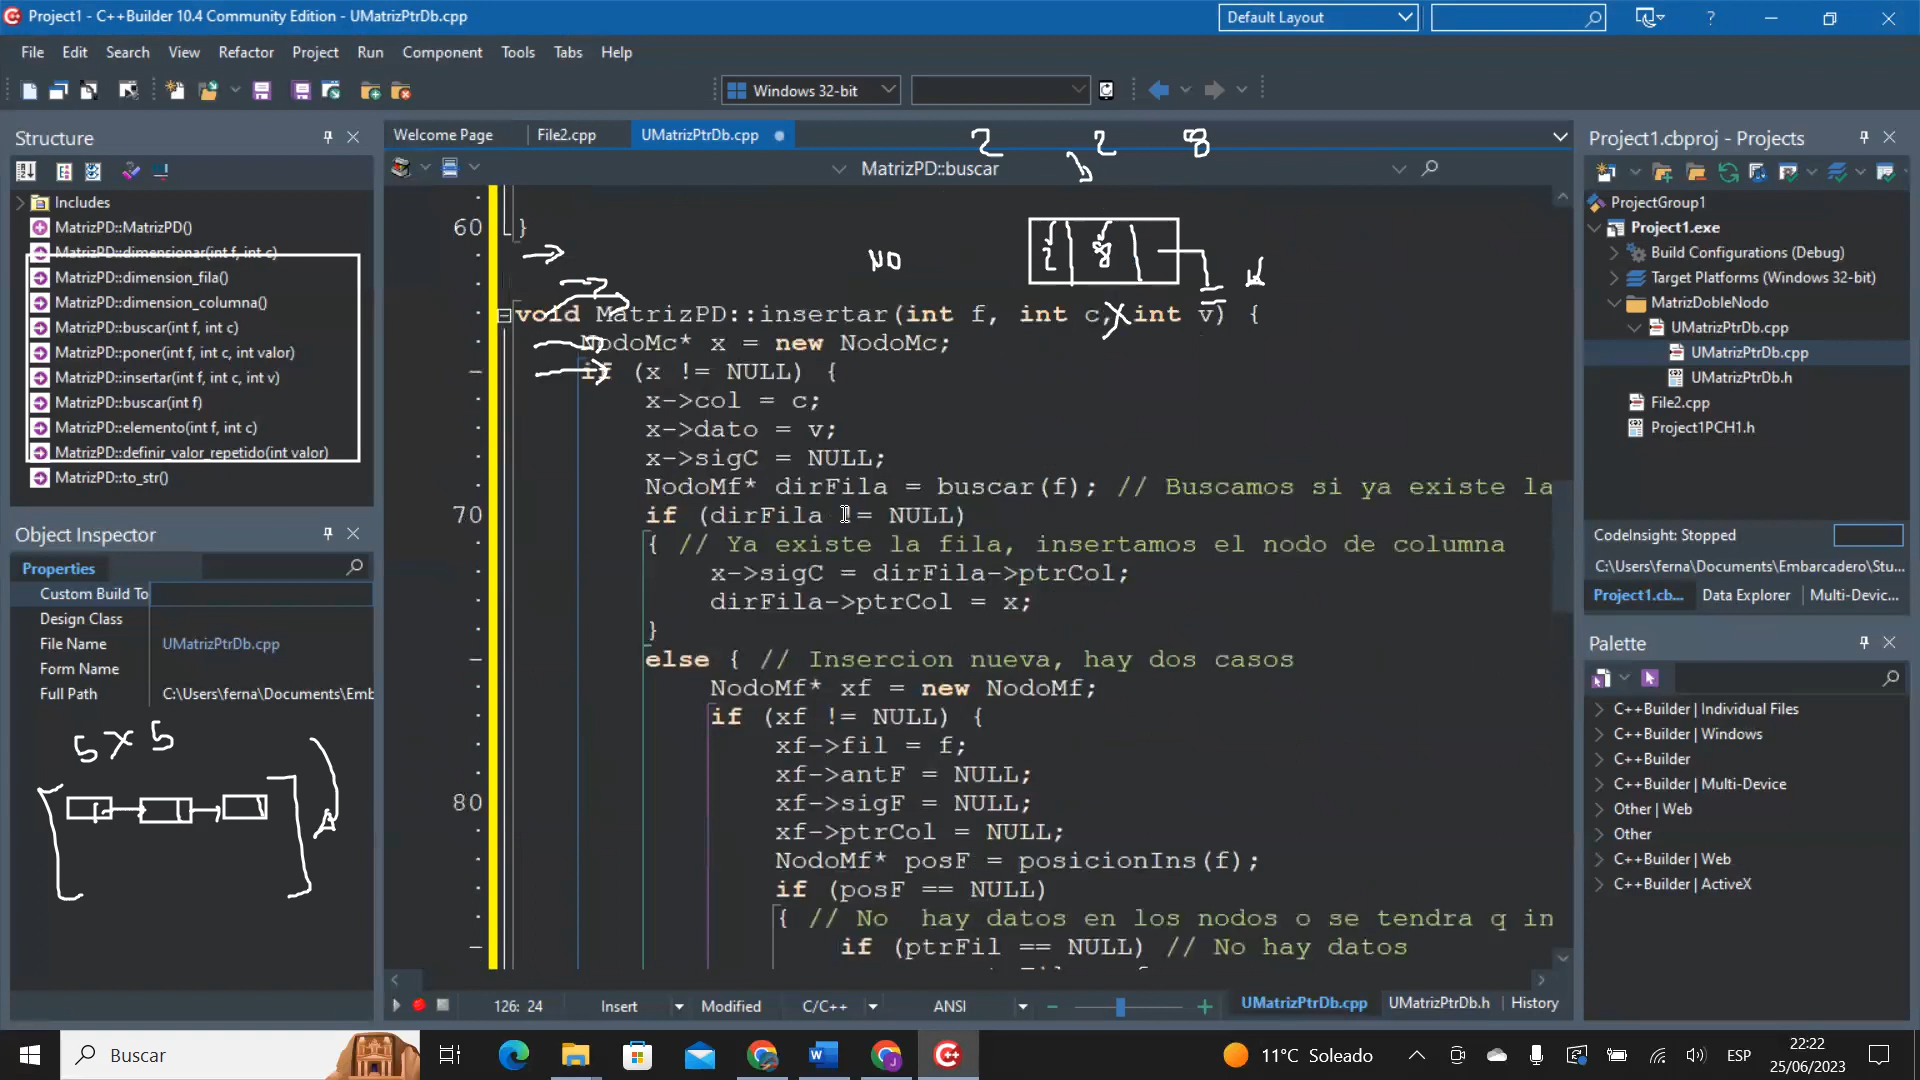 Project1 - C++Builder 10.4 Community Edition - UMatrizPtrDb.cpp
Default Layout
File Edit Search View Refactor Project Run Component Tools Tabs Help
Windows 32-bit
Structure
Includes
MatrizPD::MatrizPD()
MatrizPD::dimensionar(int f, int c)
MatrizPD::dimension_fila()
MatrizPD::dimension_columna()
MatrizPD::buscar(int f, int c)
MatrizPD::poner(int f, int c, int valor)
MatrizPD::insertar(int f, int c, int v)
MatrizPD::buscar(int f)
MatrizPD::elemento(int f, int c)
MatrizPD::definir_valor_repetido(int valor)
MatrizPD::to_str()
Object Inspector
Properties
Custom Build To
Design Class
File Name UMatrizPtrDb.cpp
Form Name
Full Path C:\Users\ferna\Documents\Emb
5 x 5
Welcome Page File2.cpp UMatrizPtrDb.cpp
2 2 8
MatrizPD::buscar
60 }
NO
2 8
void MatrizPD::insertar(int f, int c, int v) {
NodoMc* x = new NodoMc;
if (x != NULL) {
x->col = c;
x->dato = v;
x->sigC = NULL;
NodoMf* dirFila = buscar(f); // Buscamos si ya existe la
70 if (dirFila != NULL)
{ // Ya existe la fila, insertamos el nodo de columna
x->sigC = dirFila->ptrCol;
dirFila->ptrCol = x;
}
else { // Insercion nueva, hay dos casos
NodoMf* xf = new NodoMf;
if (xf != NULL) {
xf->fil = f;
xf->antF = NULL;
80 xf->sigF = NULL;
xf->ptrCol = NULL;
NodoMf* posF = posicionIns(f);
if (posF == NULL)
{ // No hay datos en los nodos o se tendra q in
if (ptrFil == NULL) // No hay datos
126: 24 Insert Modified C/C++ ANSI
UMatrizPtrDb.cpp UMatrizPtrDb.h History
Project1.cbproj - Projects
ProjectGroup1
Project1.exe
Build Configurations (Debug)
Target Platforms (Windows 32-bit)
MatrizDobleNodo
UMatrizPtrDb.cpp
UMatrizPtrDb.cpp
UMatrizPtrDb.h
File2.cpp
Project1PCH1.h
CodeInsight: Stopped
C:\Users\ferna\Documents\Embarcadero\Stu...
Project1.cb... Data Explorer Multi-Devic...
Palette
C++Builder | Individual Files
C++Builder | Windows
C++Builder
C++Builder | Multi-Device
Other | Web
Other
C++Builder | Web
C++Builder | ActiveX
Buscar
11°C Soleado
ESP
22:22
25/06/2023